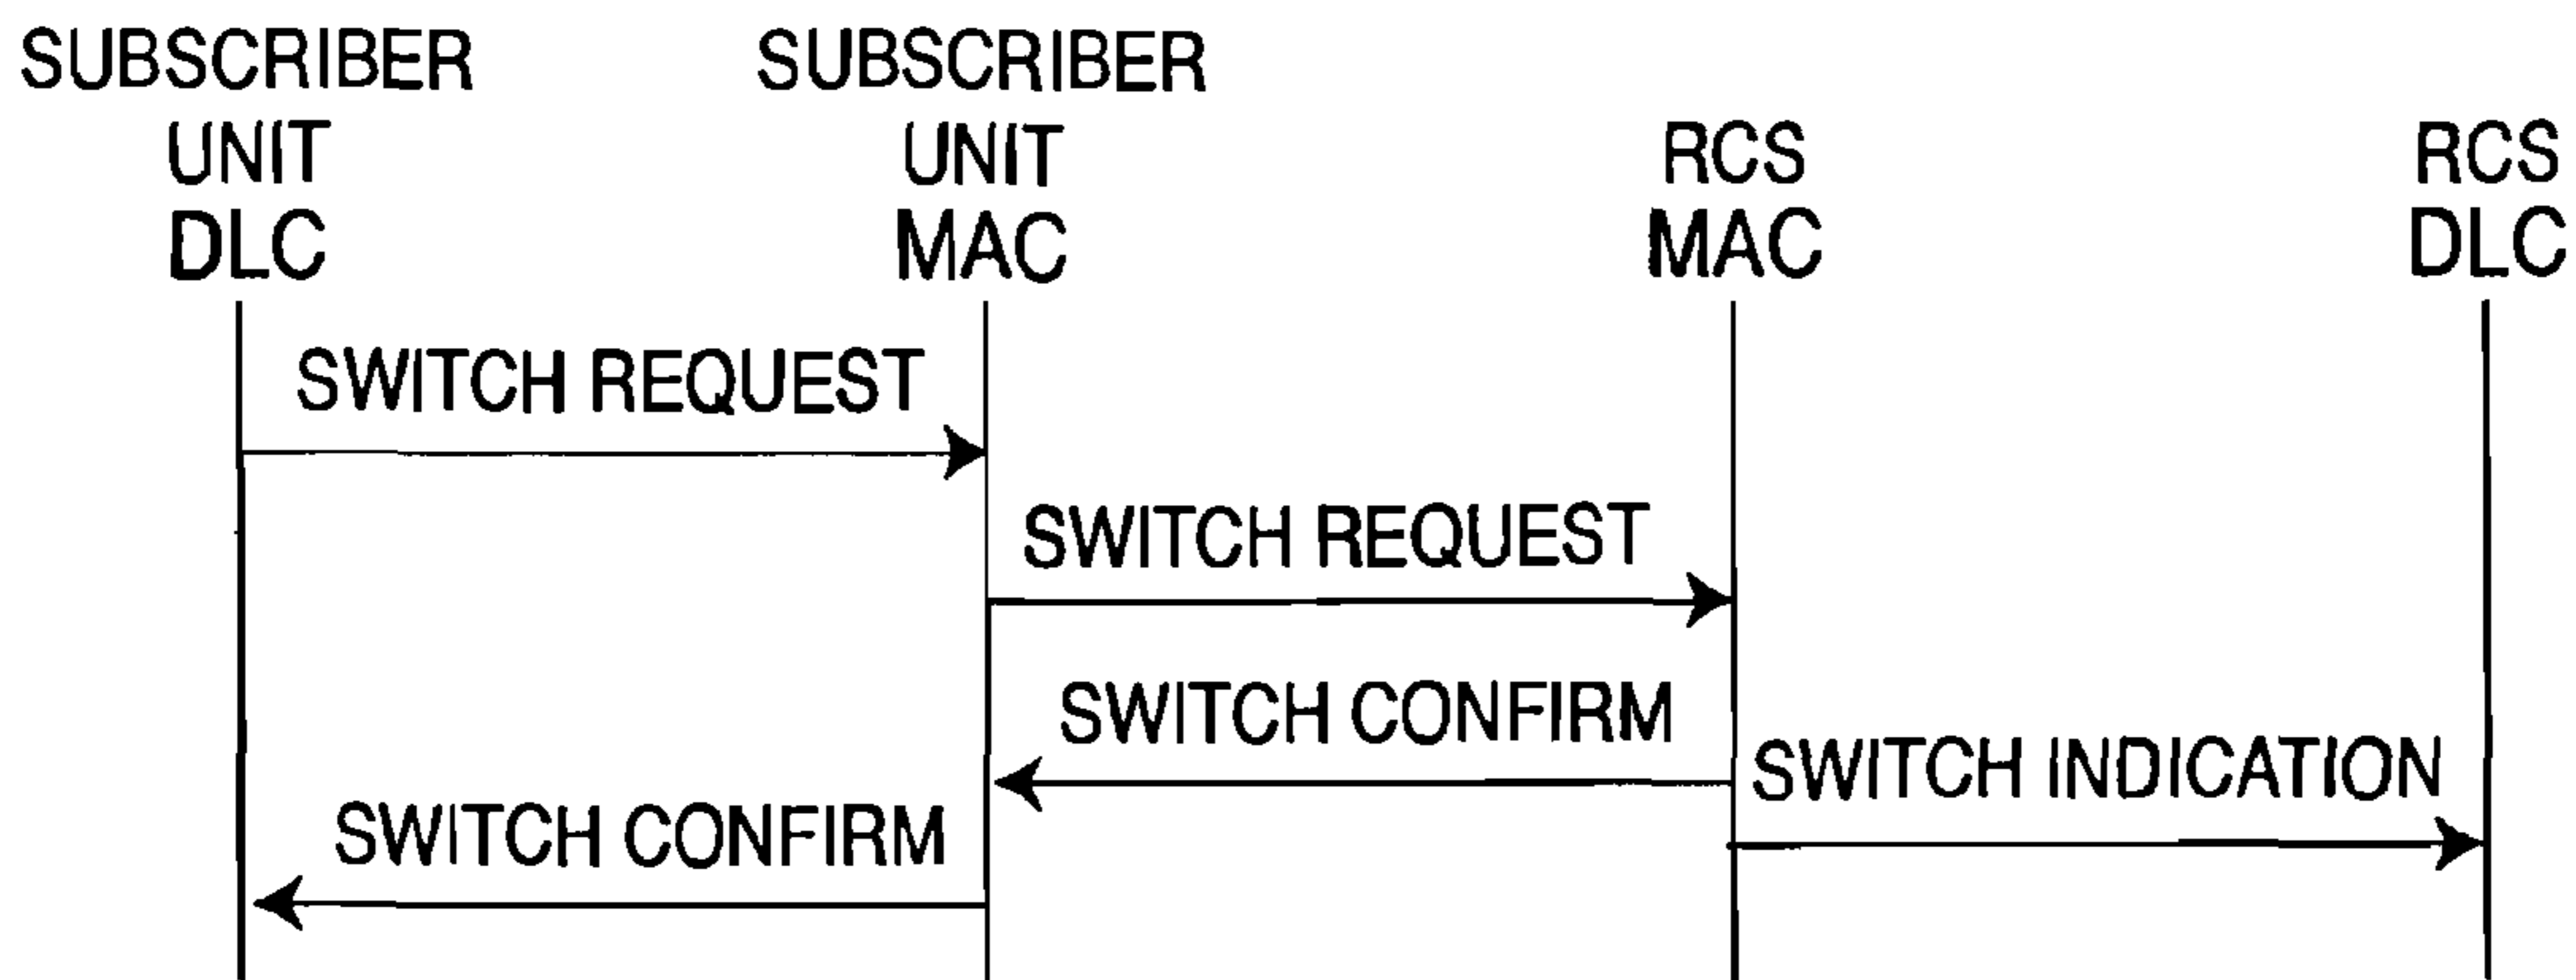 SUBSCRIBER
UNIT
DLC
SUBSCRIBER
UNIT
MAC
RCS
MAC
RCS
DLC
SWITCH REQUEST
SWITCH REQUEST
SWITCH CONFIRM
SWITCH INDICATION
SWITCH CONFIRM